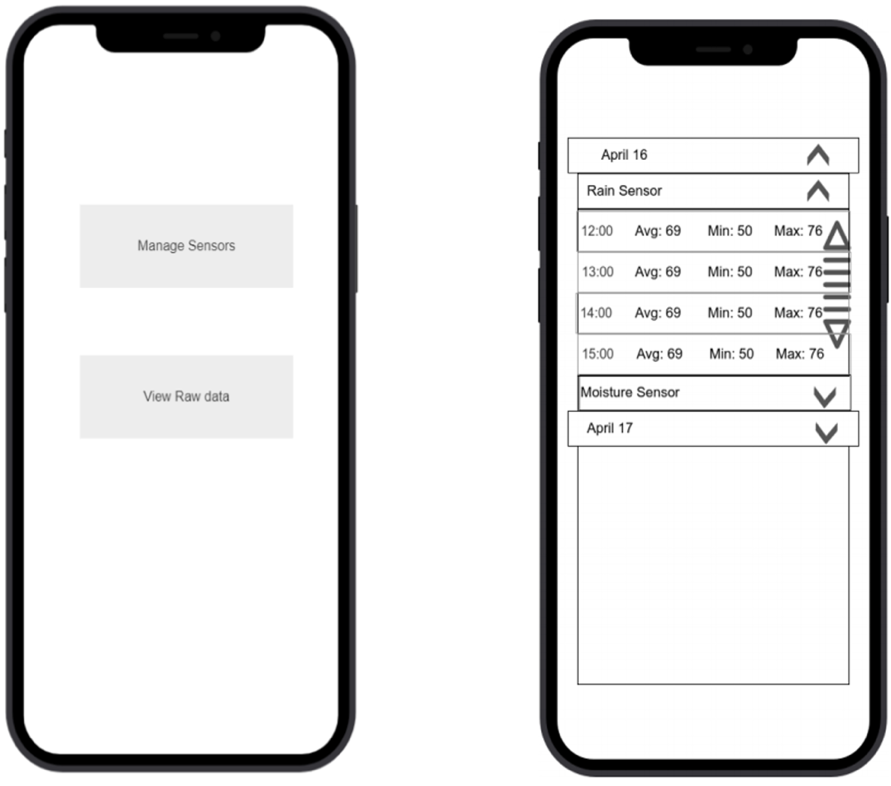 Manage Sensors
View Raw data
April 16
Rain Sensor
12:00 Avg: 69 Min: 50 Max: 76
13:00 Avg: 69 Min: 50 Max: 76
14:00 Avg: 69 Min: 50 Max: 76
15:00 Avg: 69 Min: 50 Max: 76
Moisture Sensor
April 17